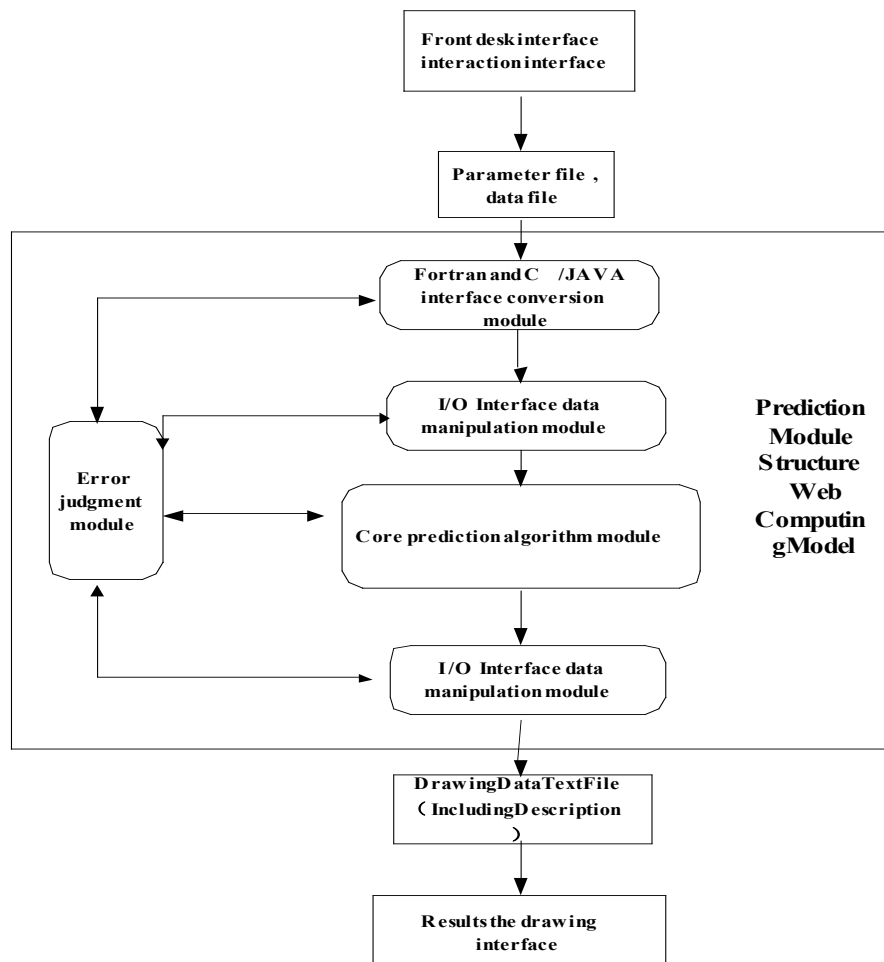 Front desk interface
interaction interface
Parameter file ,
data file
Fortran and C /JAVA
interface conversion
module
I/O Interface data
manipulation module
Prediction
Module
Structure
Web
Computin
gModel
Error
judgment
module
Core prediction algorithm module
I/O Interface data
manipulation module
DrawingDataTextFile
（IncludingDescription
）
Results the drawing
interface